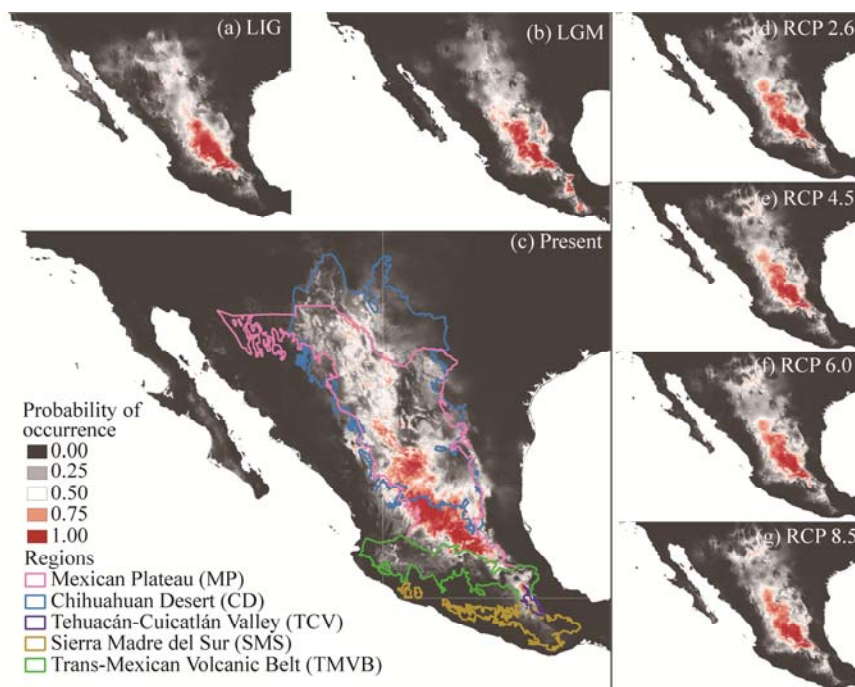 (a) LIG
(b) LGM
(d) RCP 2.6
(e) RCP 4.5
(c) Present
(f) RCP 6.0
(g) RCP 8.5
Probability of
occurrence
0.00
0.25
0.50
0.75
1.00
Regions
Mexican Plateau (MP)
Chihuahuan Desert (CD)
Tehuacán-Cuicatlán Valley (TCV)
Sierra Madre del Sur (SMS)
Trans-Mexican Volcanic Belt (TMVB)